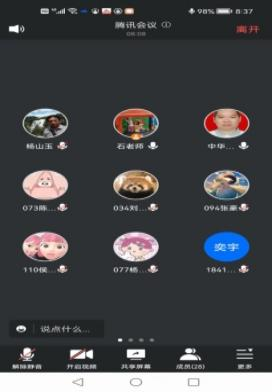 98% 8:37
腾讯会议
08:08
离开
杨山玉
石老师
中华...
073陈...
034刘...
094张豪
110侯...
077杨...
奕宇
1841...
说点什么...
解除静音 开启视频 共享屏幕 成员(28) 更多